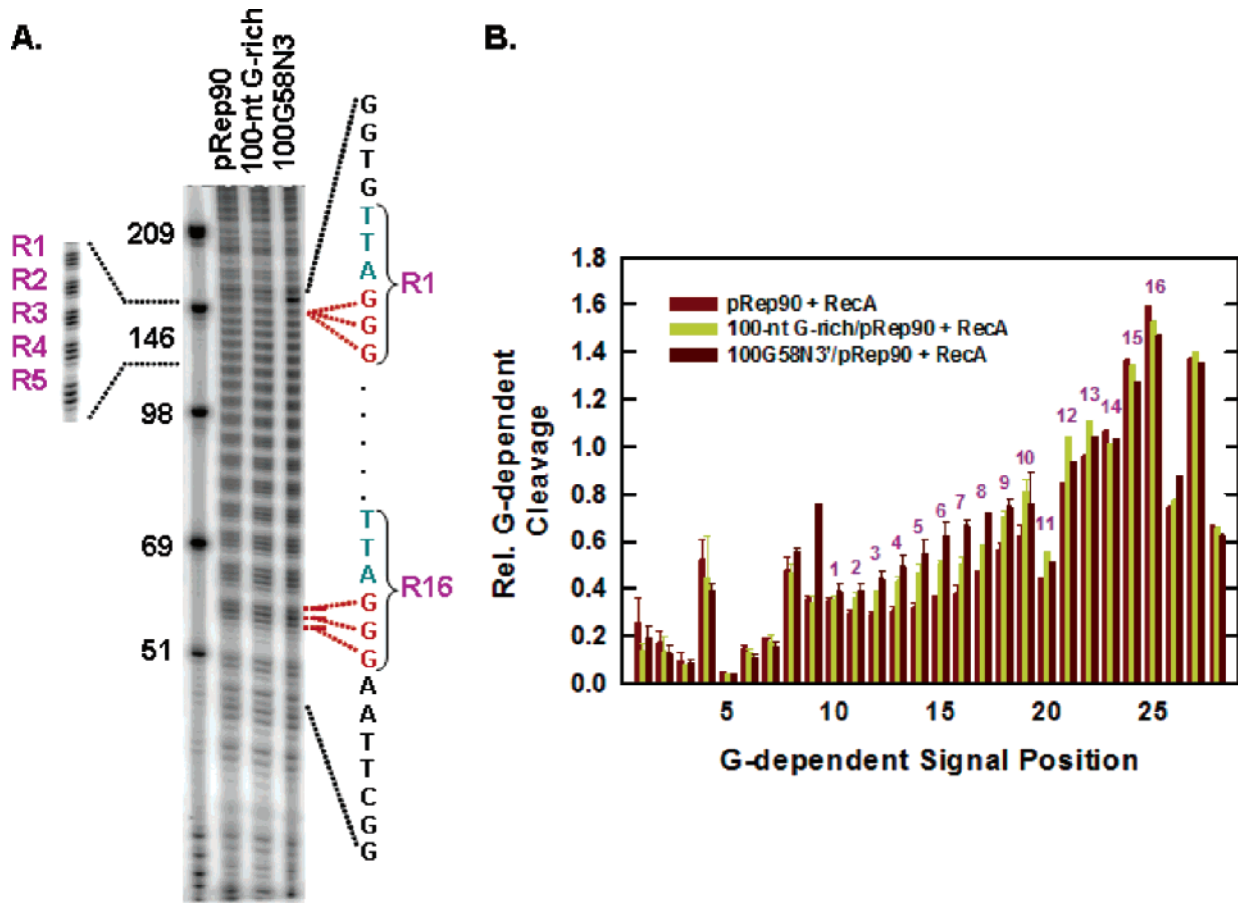 A.
pRep90
100-nt G-rich
100G58N3
R1
R2
R3
R4
R5
209
146
98
69
51
G
G
T
G
T
T
A
G
G
G
R1
T
T
A
G
G
G
R16
A
A
T
T
C
G
G
B.
Rel. G-dependent
Cleavage
1.8
1.6
1.4
1.2
1.0
0.8
0.6
0.4
0.2
0.0
pRep90 + RecA
100-nt G-rich/pRep90 + RecA
100G58N3'/pRep90 + RecA
1
2
3
4
5
6
7
8
9
10
11
12
13
14
15
16
5
10
15
20
25
G-dependent Signal Position